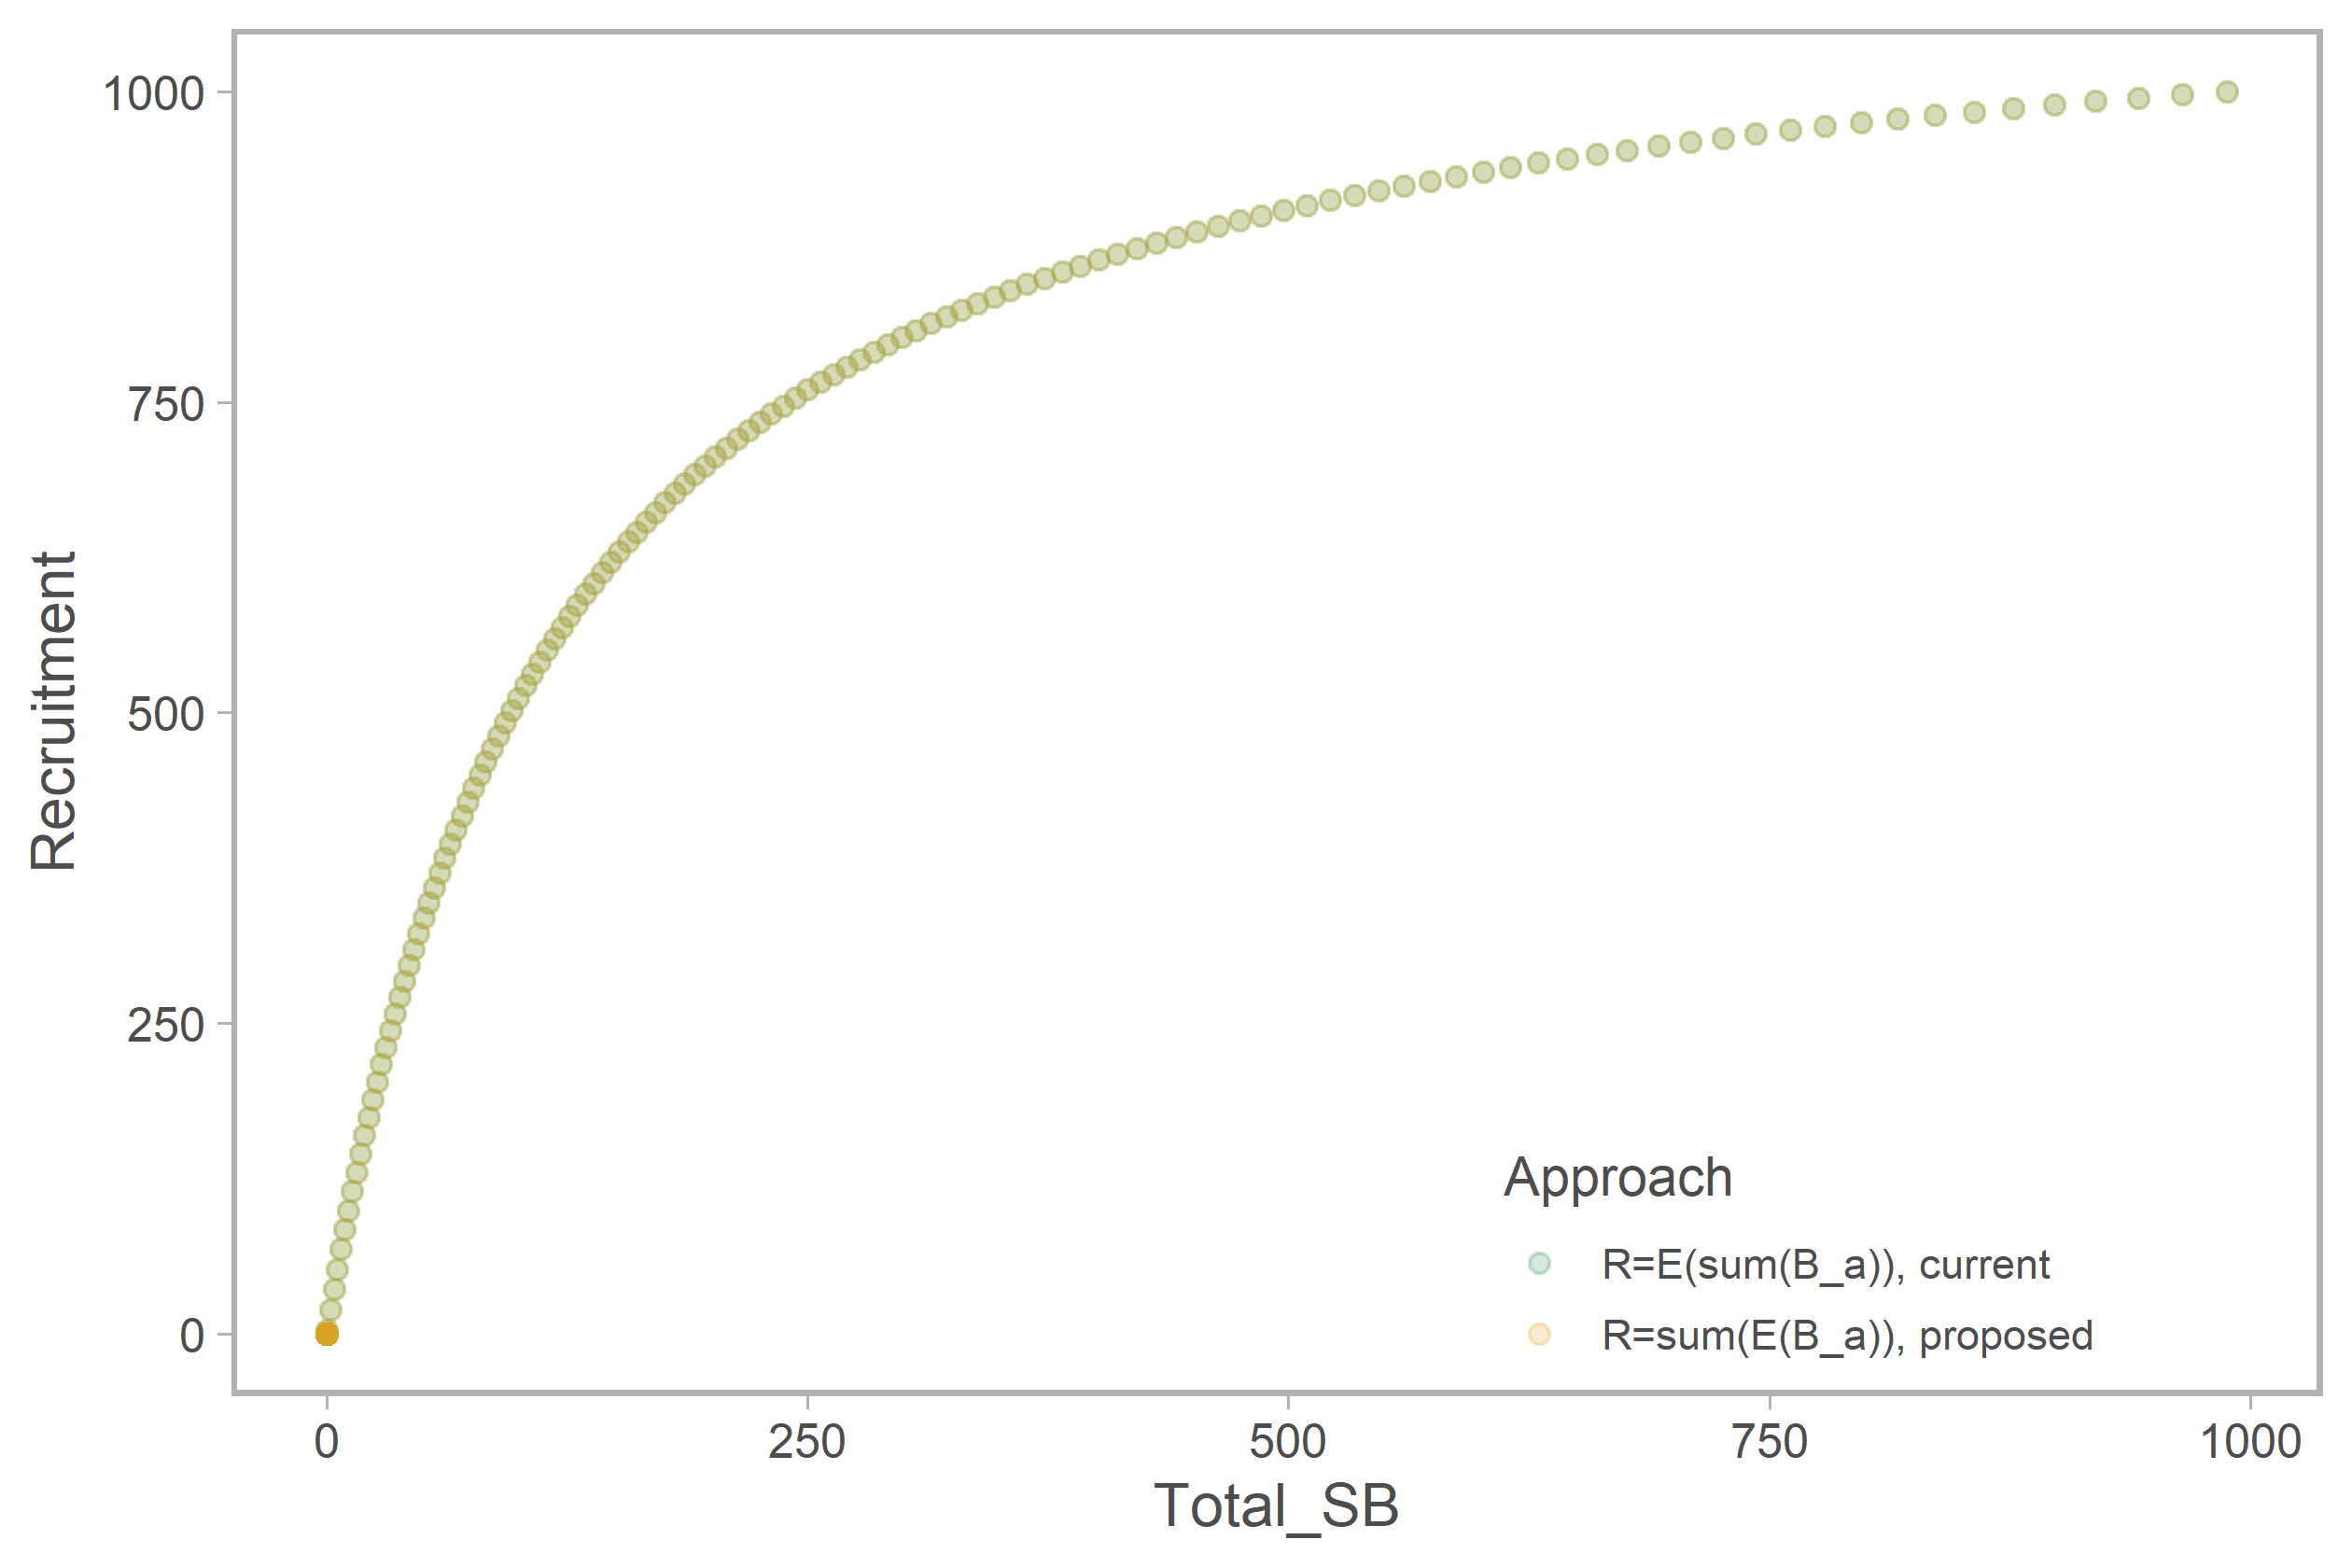 1000
750
500
250
0
Recruitment
Approach
R=E(sum(B_a)), current
R=sum(E(B_a)), proposed
0 250 500 750 1000
Total_SB